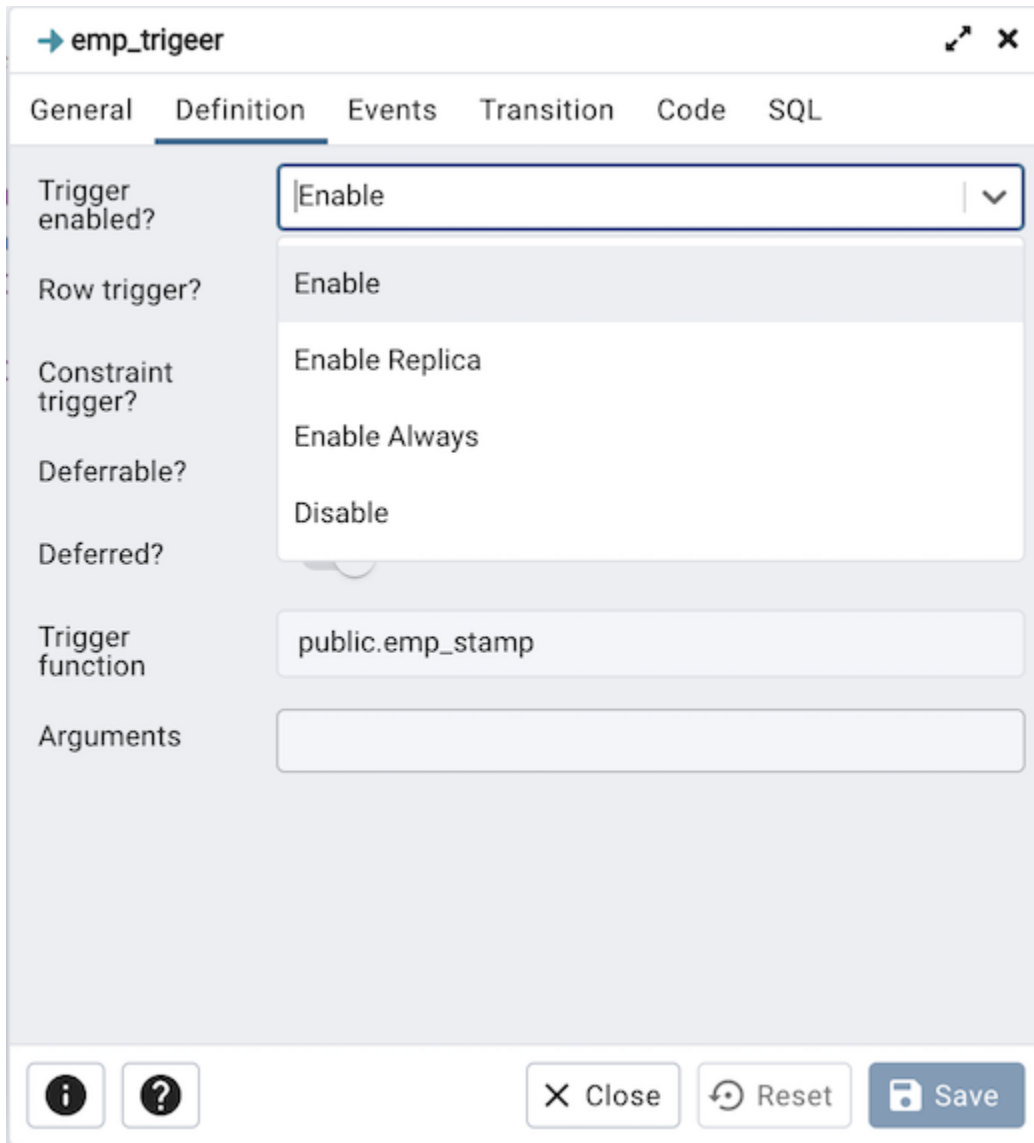 emp_trigeer
General Definition Events Transition Code SQL
Trigger
enabled?
Enable
Enable
Row trigger?
Enable Replica
Constraint
trigger?
Enable Always
Deferrable?
Disable
Deferred?
Trigger
function
public.emp_stamp
Arguments
Close Reset Save